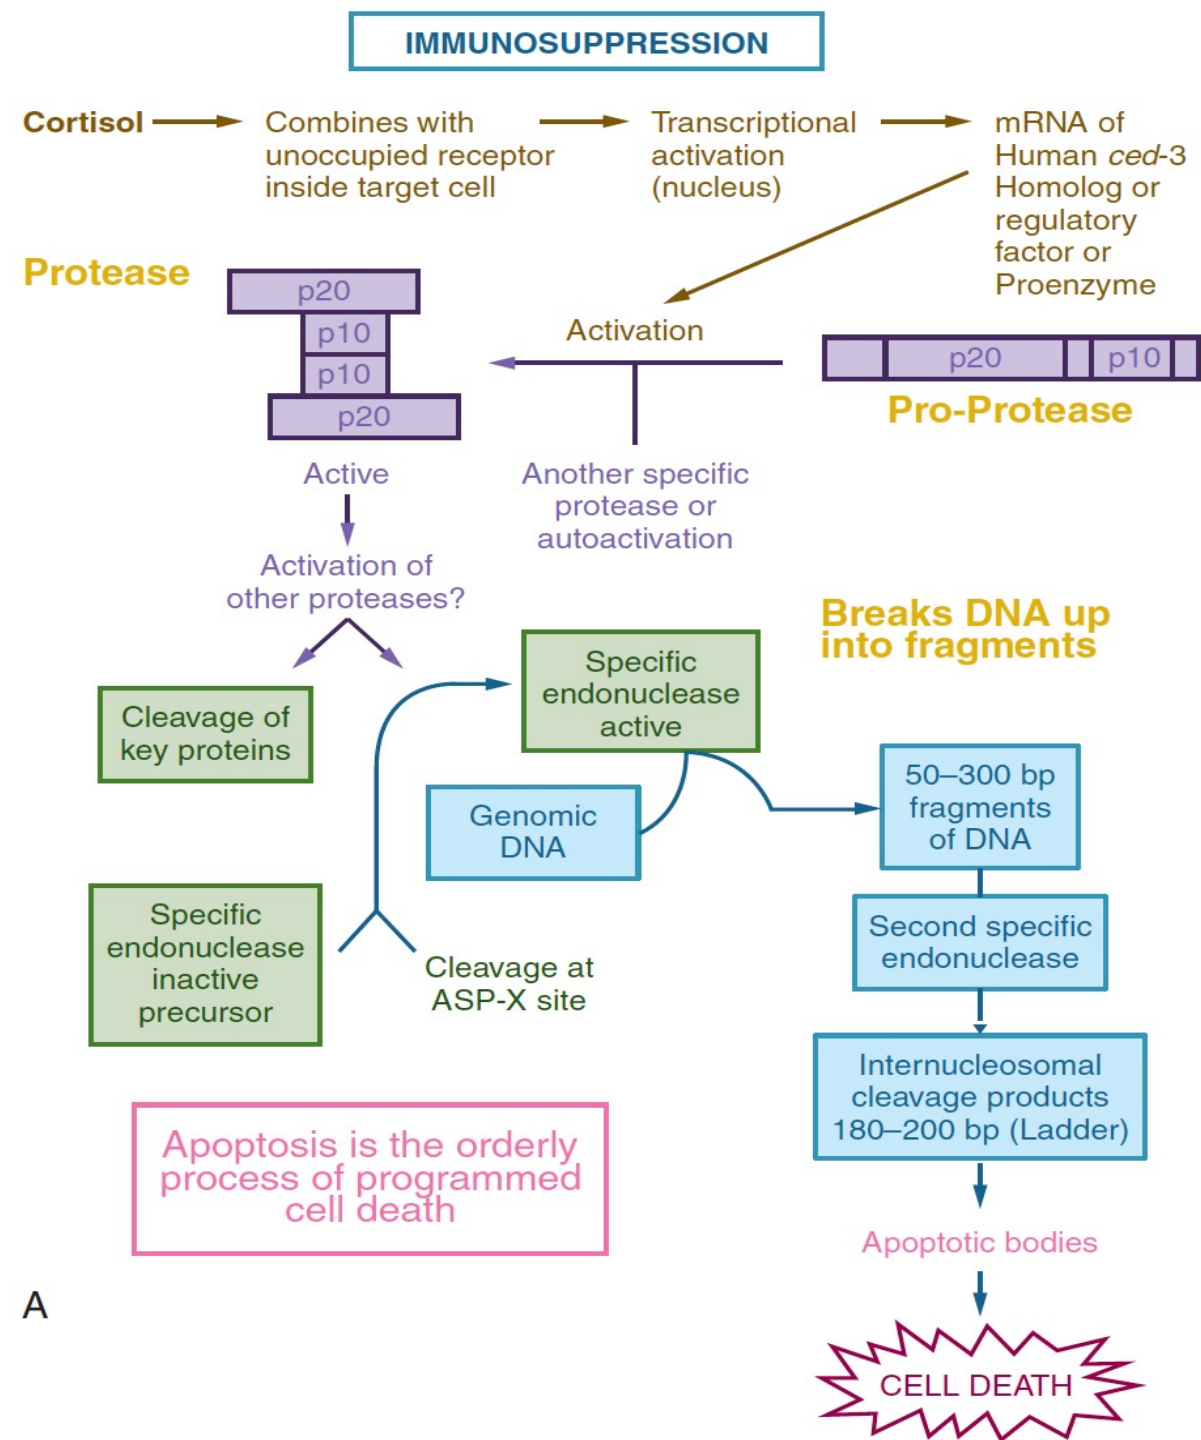 IMMUNOSUPPRESSION
Cortisol
Combines with
unoccupied receptor
inside target cell
Transcriptional
activation
(nucleus)
mRNA of
Human ced-3
Homolog or
regulatory
factor or
Proenzyme
Protease
p20
p10
p10
p20
Activation
p20
p10
Pro-Protease
Active
Another specific
protease or
autoactivation
Activation of
other proteases?
Breaks DNA up
into fragments
Specific
endonuclease
active
Cleavage of
key proteins
Genomic
DNA
50–300 bp
fragments
of DNA
Specific
endonuclease
inactive
precursor
Cleavage at
ASP-X site
Second specific
endonuclease
Internucleosomal
cleavage products
180–200 bp (Ladder)
Apoptosis is the orderly
process of programmed
cell death
Apoptotic bodies
A
CELL DEATH